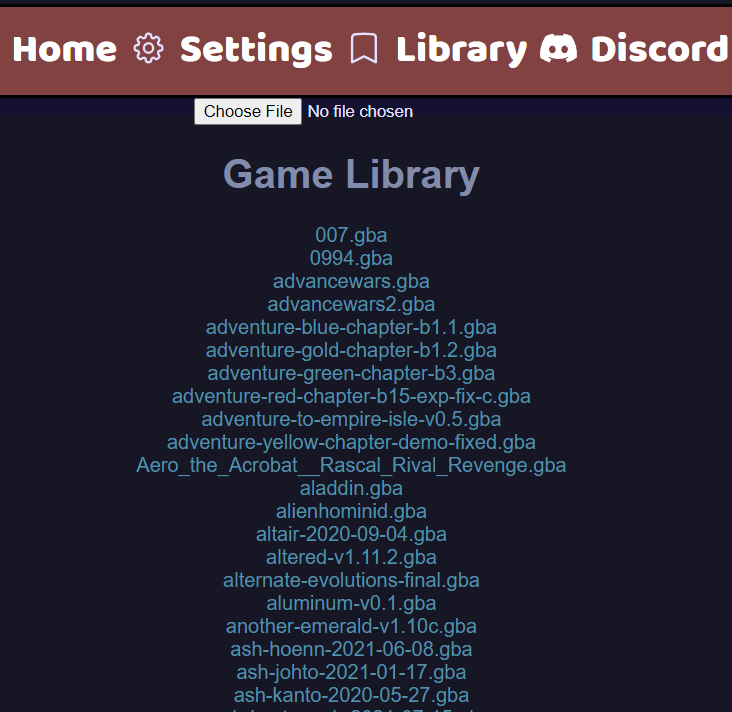 Home Settings Library Discord
Choose File No file chosen
Game Library
007.gba
0994.gba
advancewars.gba
advancewars2.gba
adventure-blue-chapter-b1.1.gba
adventure-gold-chapter-b1.2.gba
adventure-green-chapter-b3.gba
adventure-red-chapter-b15-exp-fix-c.gba
adventure-to-empire-isle-v0.5.gba
adventure-yellow-chapter-demo-fixed.gba
Aero_the_Acrobat__Rascal_Rival_Revenge.gba
aladdin.gba
alienhominid.gba
altair-2020-09-04.gba
altered-v1.11.2.gba
alternate-evolutions-final.gba
aluminum-v0.1.gba
another-emerald-v1.10c.gba
ash-hoenn-2021-06-08.gba
ash-johto-2021-01-17.gba
ash-kanto-2020-05-27.gba